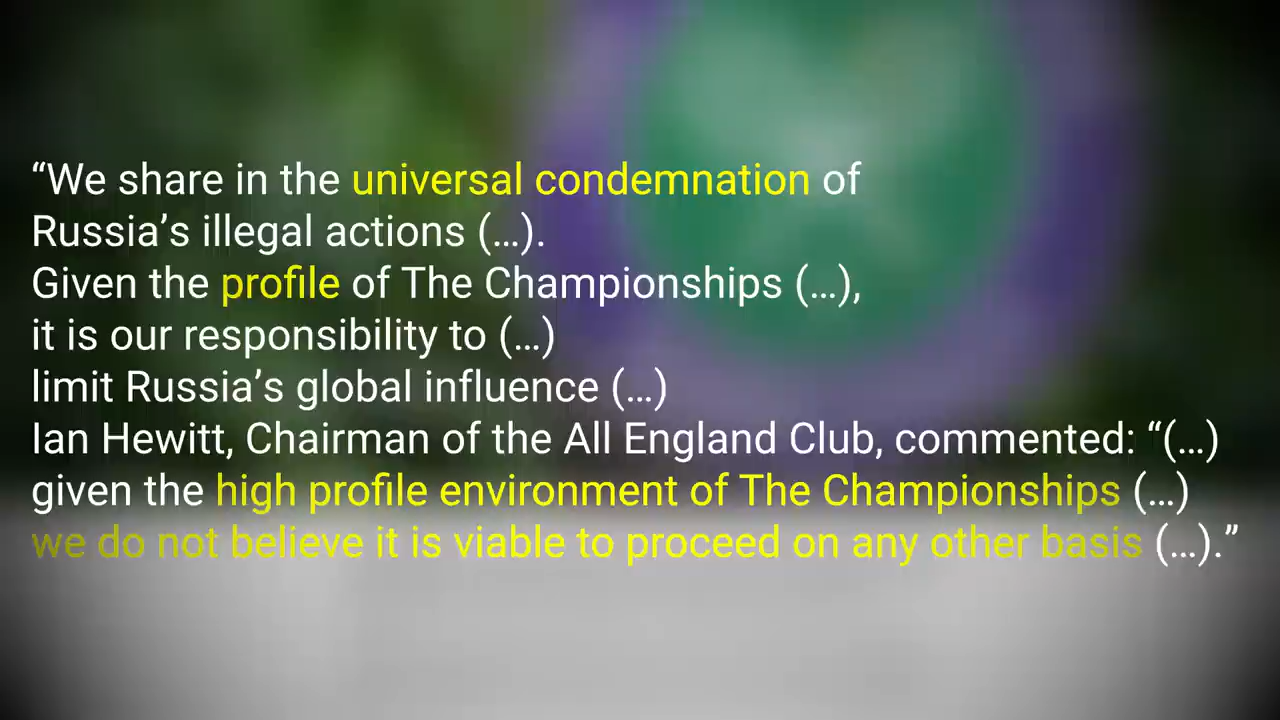 “We share in the universal condemnation of
Russia’s illegal actions (...).
Given the profile of The Championships (...),
it is our responsibility to (...)
limit Russia’s global influence (...)
Ian Hewitt, Chairman of the All England Club, commented: “(...)
given the high profile environment of The Championships (...)
we do not believe it is viable to proceed on any other basis (...).”